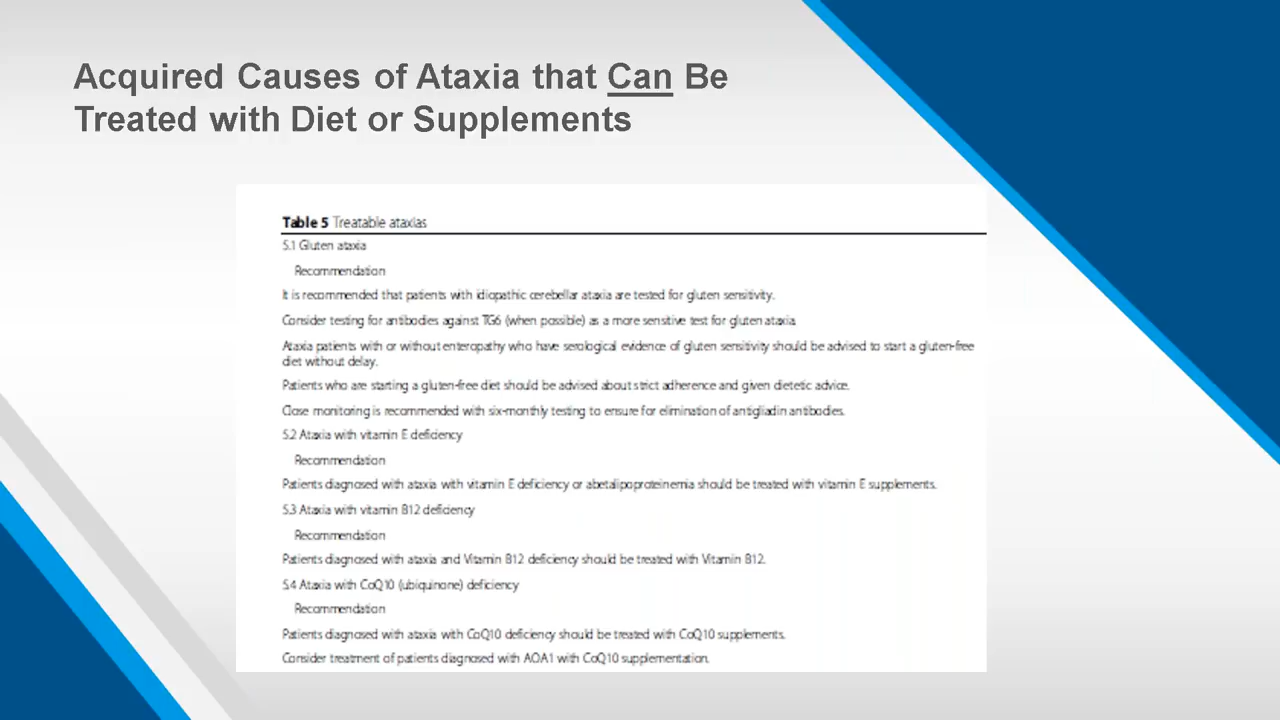 Acquired Causes of Ataxia that Can Be
Treated with Diet or Supplements
Table 5 Treatable ataxias
5.1 Gluten ataxia
Recommendation
It is recommended that patients with idiopathic cerebellar ataxia are tested for gluten sensitivity.
Consider testing for antibodies against TG6 (when possible) as a more sensitive test for gluten ataxia.
Ataxia patients with or without enteropathy who have serological evidence of gluten sensitivity should be advised to start a gluten-free
diet without delay.
Patients who are starting a gluten-free diet should be advised about strict adherence and given dietetic advice.
Close monitoring is recommended with six-monthly testing to ensure for elimination of antigliadin antibodies.
5.2 Ataxia with vitamin E deficiency
Recommendation
Patients diagnosed with ataxia with vitamin E deficiency or abetalipoproteinemia should be treated with vitamin E supplements.
5.3 Ataxia with vitamin B12 deficiency
Recommendation
Patients diagnosed with ataxia and Vitamin B12 deficiency should be treated with Vitamin B12.
5.4 Ataxia with CoQ10 (ubiquinone) deficiency
Recommendation
Patients diagnosed with ataxia with CoQ10 deficiency should be treated with CoQ10 supplements.
Consider treatment of patients diagnosed with AOA1 with CoQ10 supplementation.